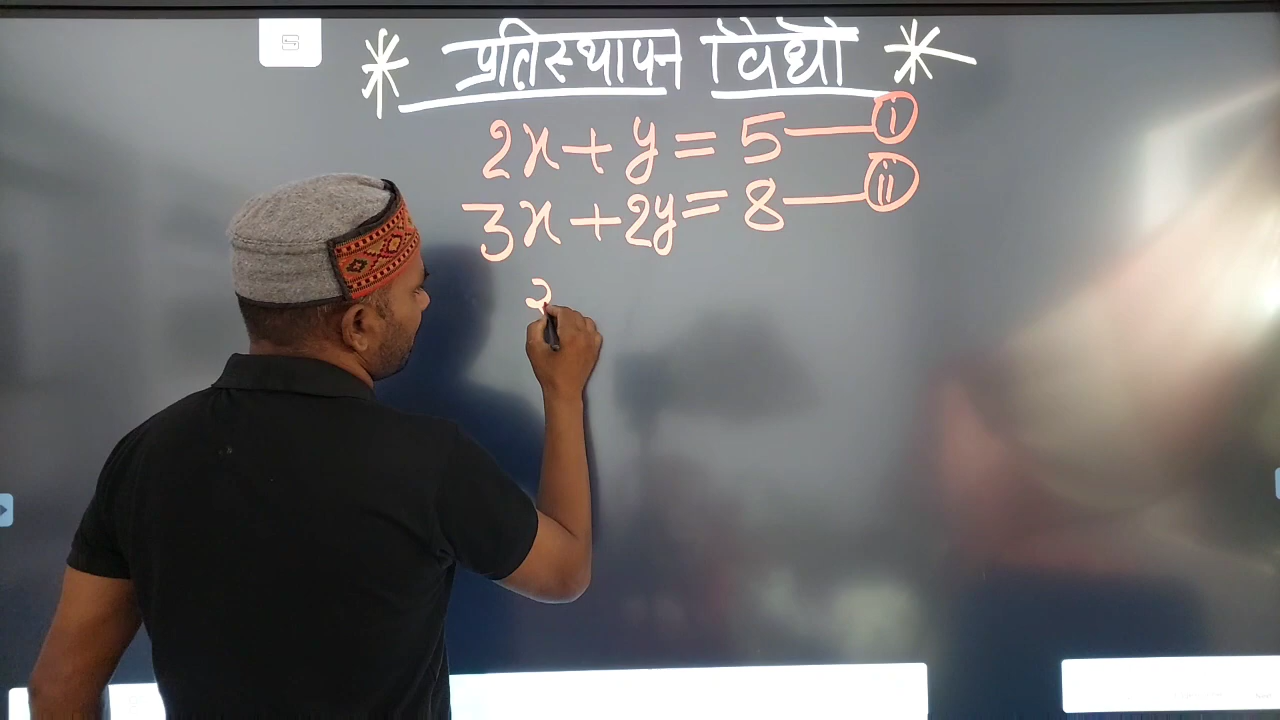 * प्रतिस्थापन विधी *
2x + y = 5 — (i)
3x + 2y = 8 — (ii)